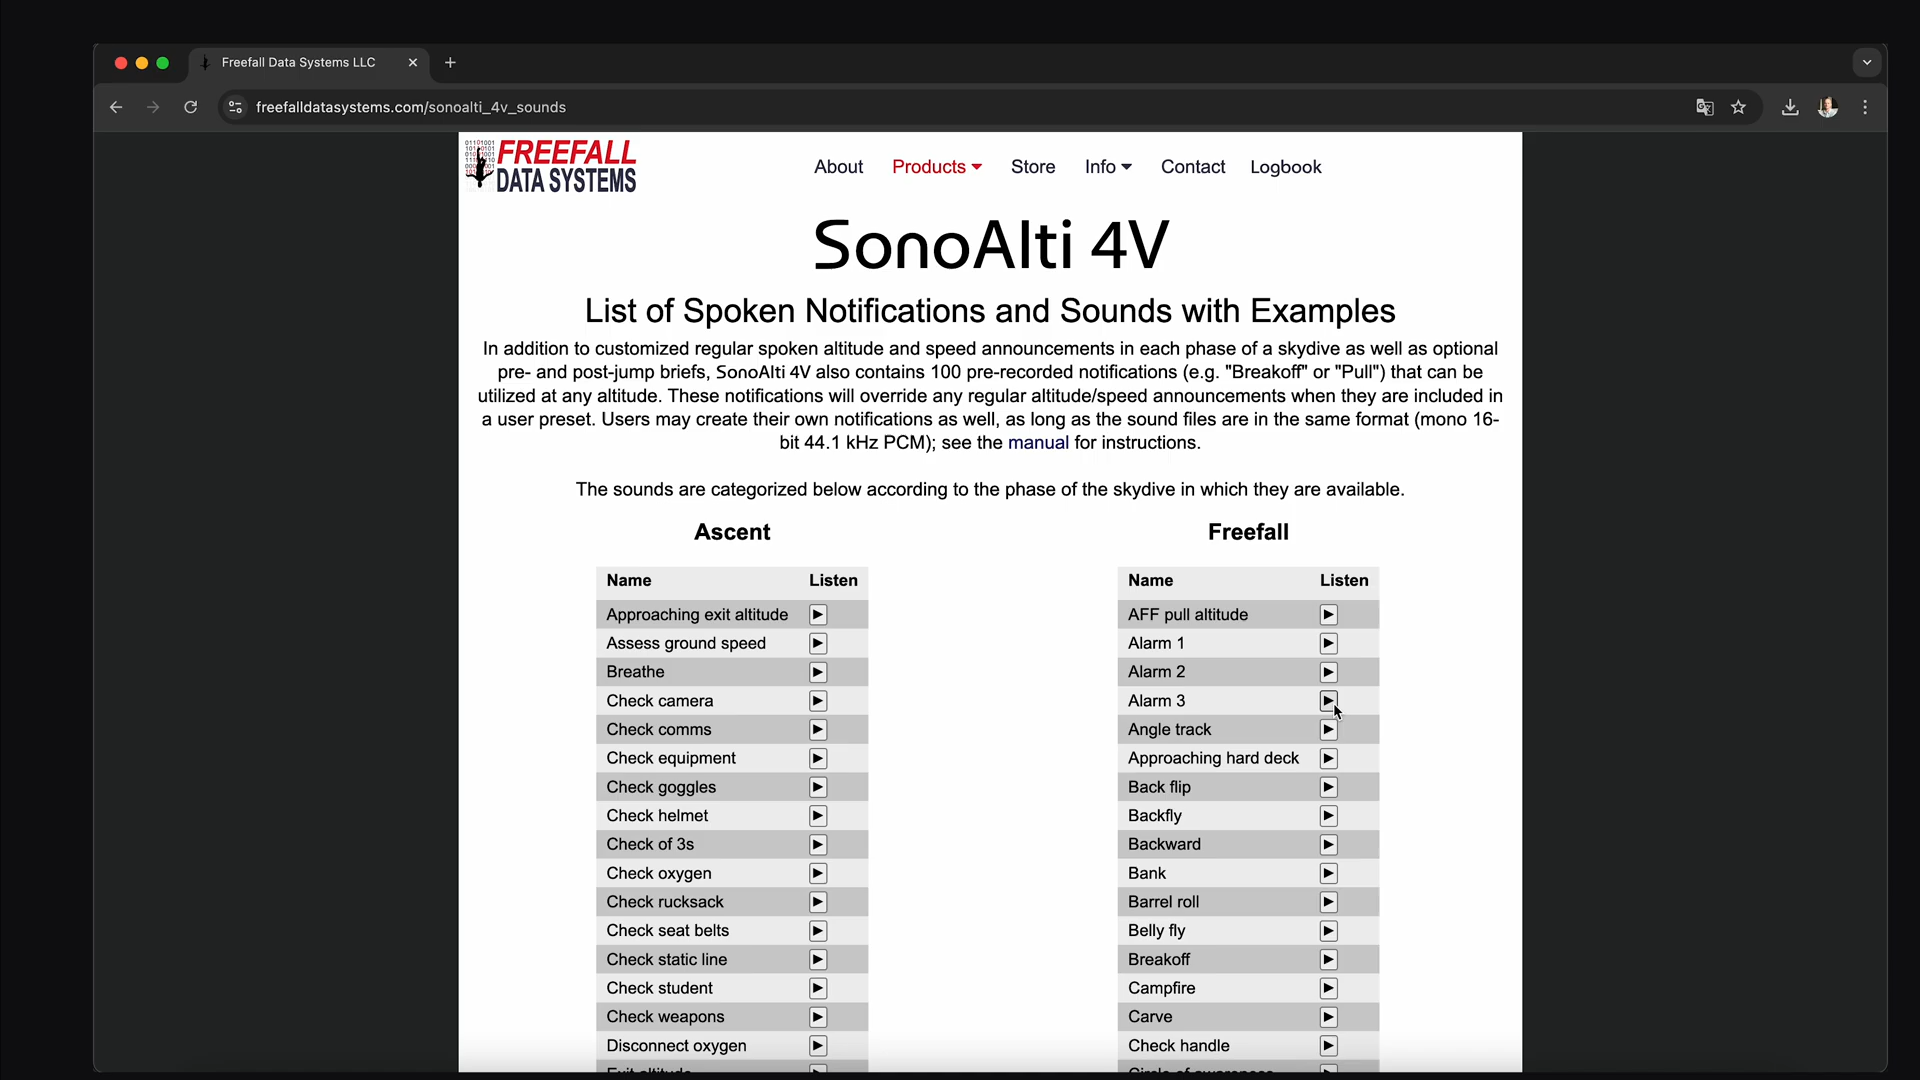 Freefall Data Systems LLC
freefalldatasystems.com/sonoalti_4v_sounds
FREEFALL
DATA SYSTEMS
About Products Store Info Contact Logbook
SonoAlti 4V
List of Spoken Notifications and Sounds with Examples
In addition to customized regular spoken altitude and speed announcements in each phase of a skydive as well as optional
pre- and post-jump briefs, SonoAlti 4V also contains 100 pre-recorded notifications (e.g. "Breakoff" or "Pull") that can be
utilized at any altitude. These notifications will override any regular altitude/speed announcements when they are included in
a user preset. Users may create their own notifications as well, as long as the sound files are in the same format (mono 16-
bit 44.1 kHz PCM); see the manual for instructions.
The sounds are categorized below according to the phase of the skydive in which they are available.
Ascent
Name Listen
Approaching exit altitude
Assess ground speed
Breathe
Check camera
Check comms
Check equipment
Check goggles
Check helmet
Check of 3s
Check oxygen
Check rucksack
Check seat belts
Check static line
Check student
Check weapons
Disconnect oxygen
Exit altitude
Freefall
Name Listen
AFF pull altitude
Alarm 1
Alarm 2
Alarm 3
Angle track
Approaching hard deck
Back flip
Backfly
Backward
Bank
Barrel roll
Belly fly
Breakoff
Campfire
Carve
Check handle
Circle of awareness